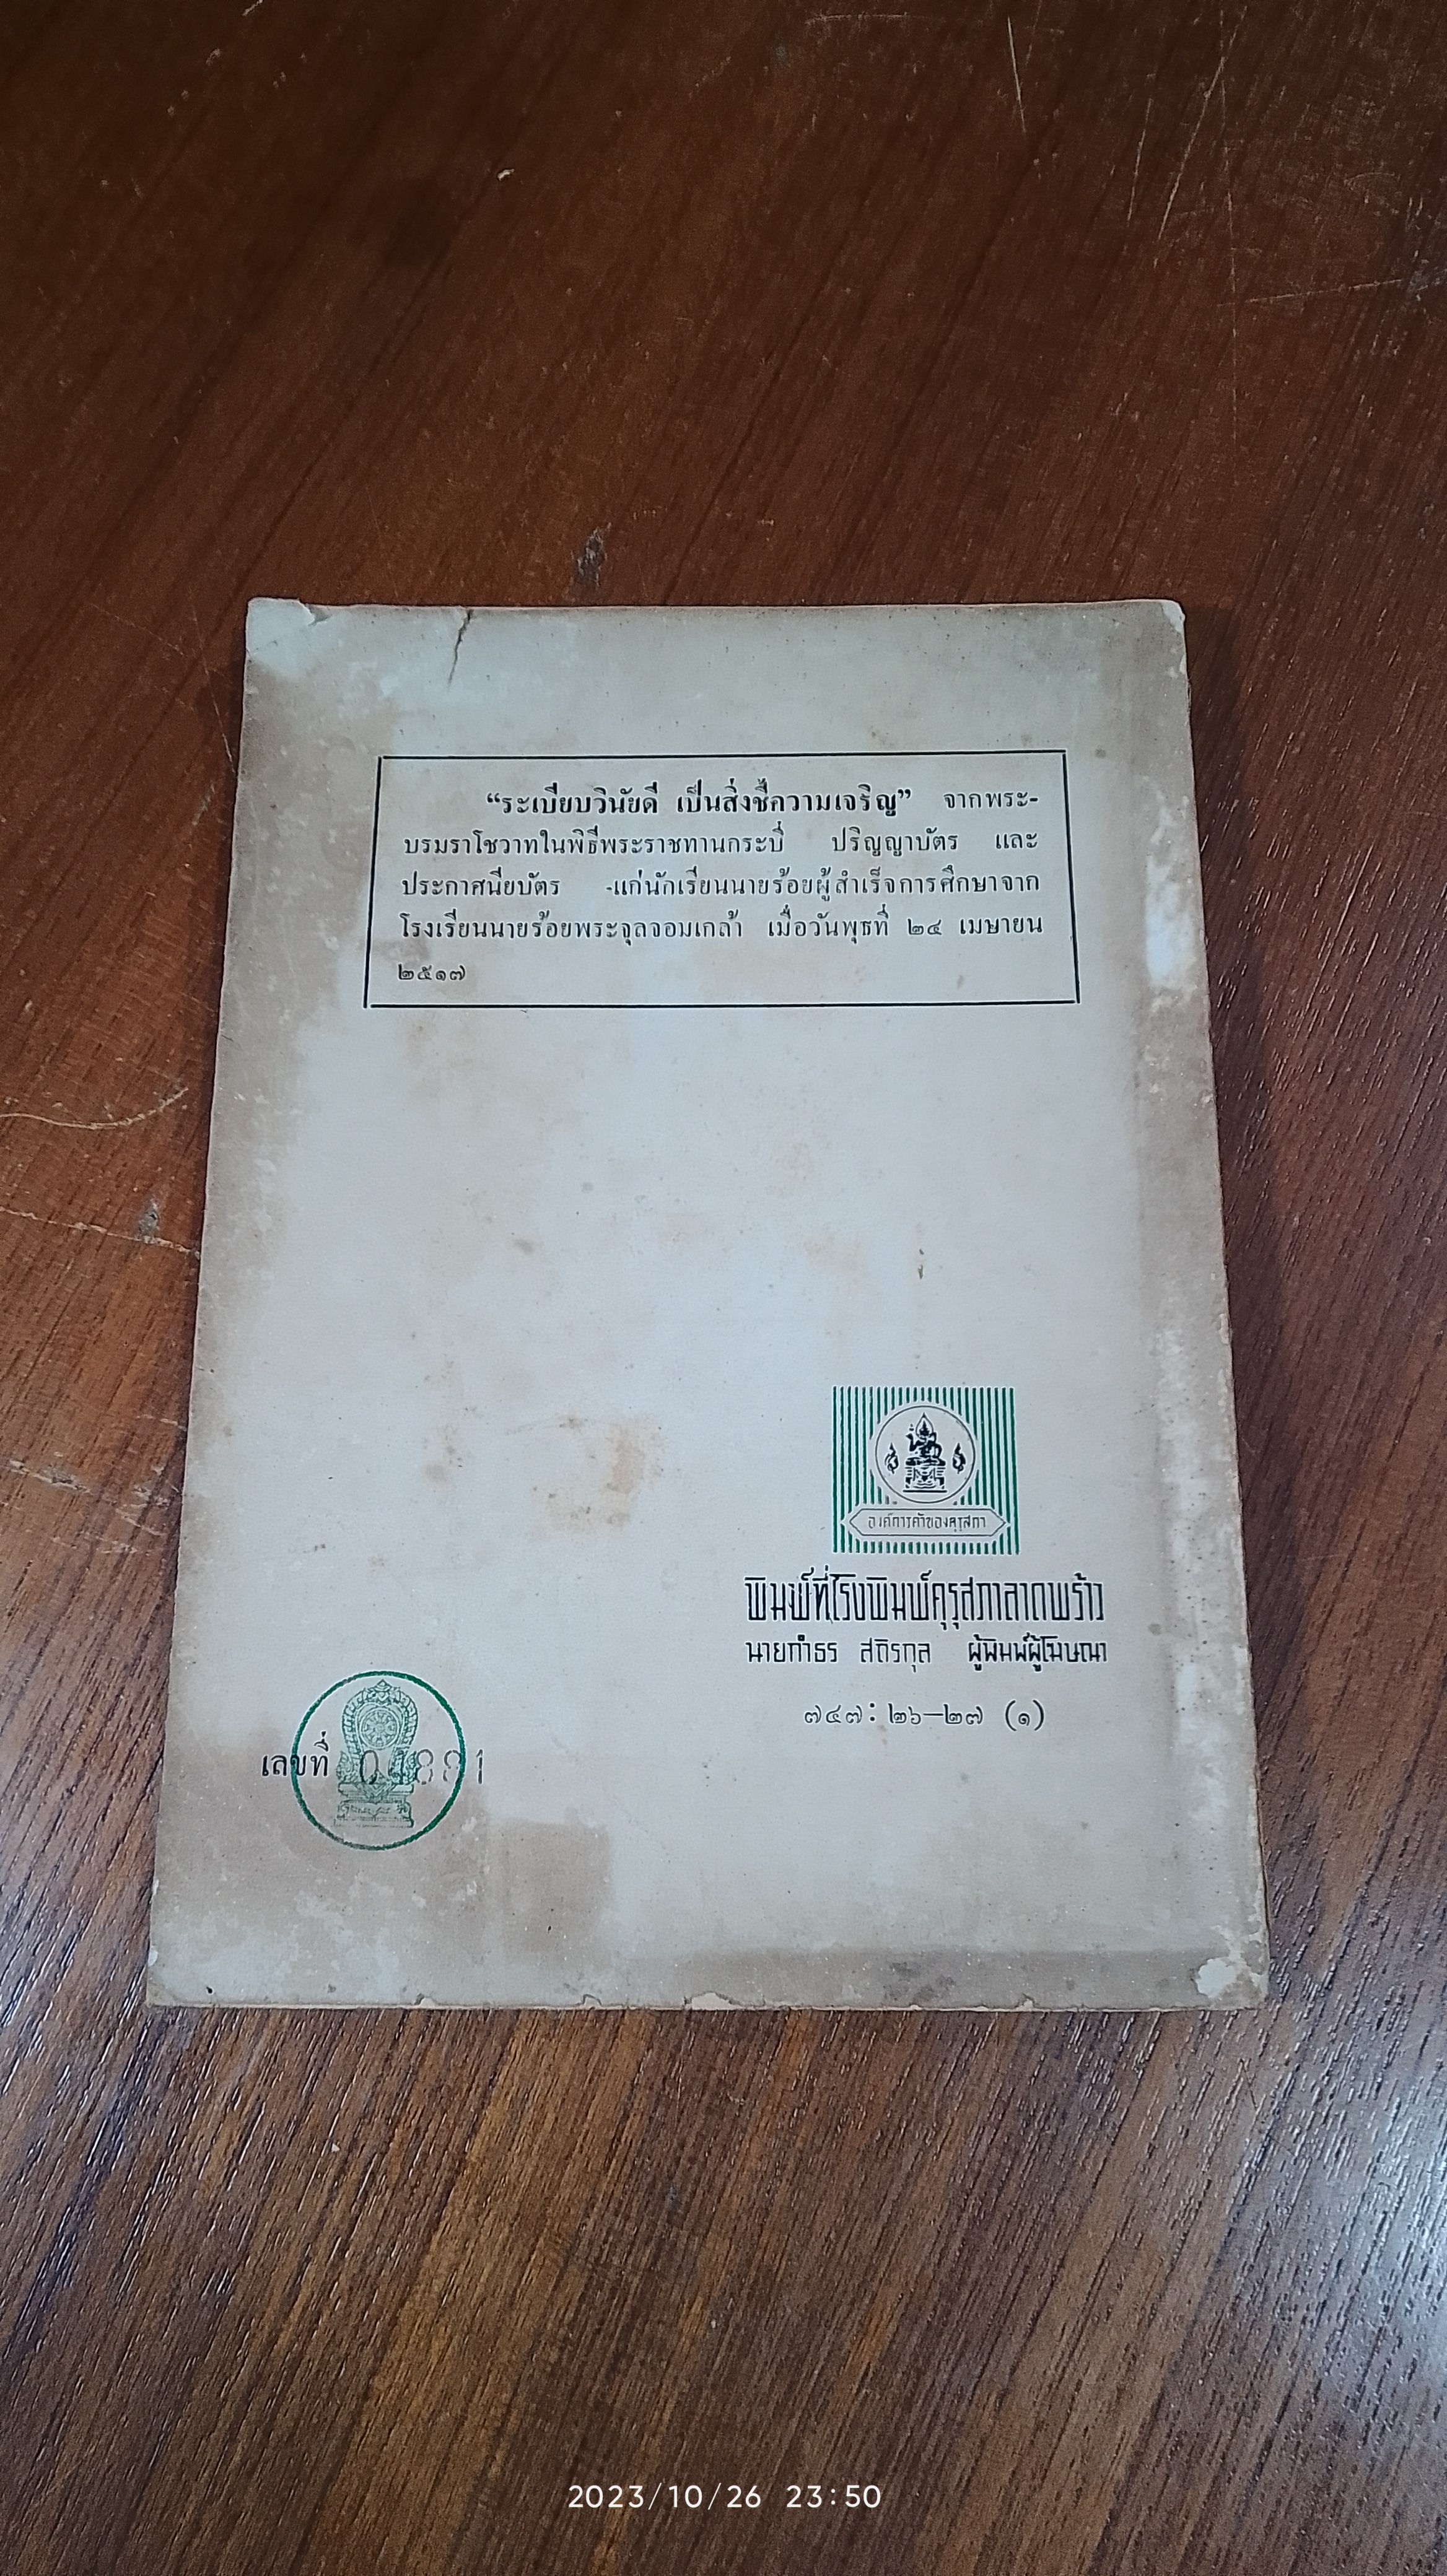 “ระเบียบวินัยดี เป็นสิ่งชี้ความเจริญ” จากพระ-
บรมราโชวาทในพิธีพระราชทานกระบี่ ปริญญาบัตร และ
ประกาศนียบัตร -แก่นักเรียนนายร้อยผู้สำเร็จการศึกษาจาก
โรงเรียนนายร้อยพระจุลจอมเกล้า เมื่อวันพุธที่ ๒๔ เมษายน
๒๕๑๗
องค์การค้าของคุรุสภา
พิมพ์ที่โรงพิมพ์คุรุสภาลาดพร้าว
นายกำธร สถิรกุล ผู้พิมพ์ผู้โฆษณา
๗๔๗: ๒๖—๒๗ (๑)
เลขที่ 04881
2023/10/26 23:50